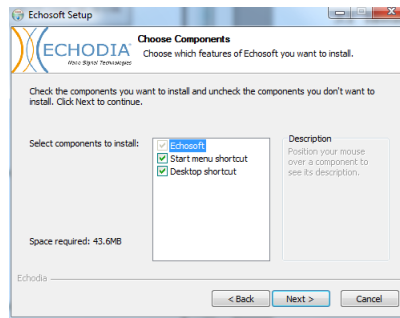 Echosoft Setup
ECHODIA
Wave Signal Technologies
Choose Components
Choose which features of Echosoft you want to install.
Check the components you want to install and uncheck the components you don't want to
install. Click Next to continue.
Select components to install:
Echosoft
Start menu shortcut
Desktop shortcut
Description
Position your mouse
over a component to
see its description.
Space required: 43.6MB
Echodia
< Back
Next >
Cancel